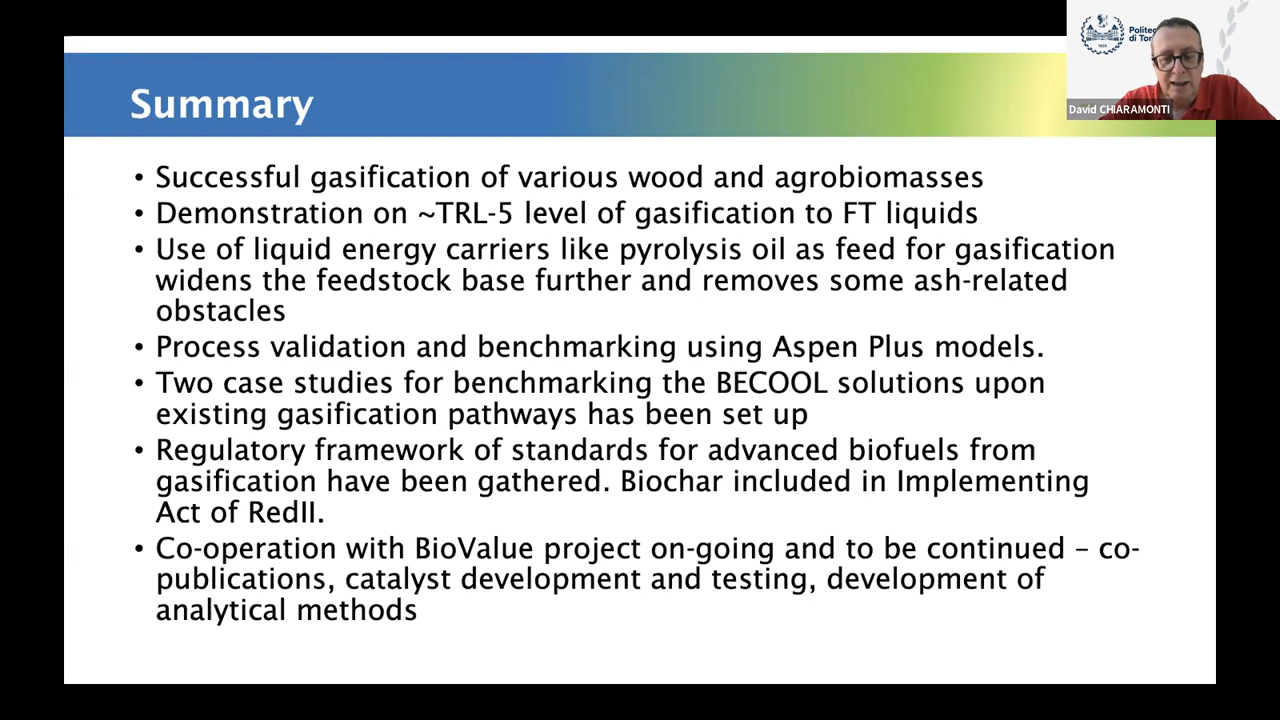 Summary
• Successful gasification of various wood and agrobiomasses
• Demonstration on ~TRL-5 level of gasification to FT liquids
• Use of liquid energy carriers like pyrolysis oil as feed for gasification
widens the feedstock base further and removes some ash-related
obstacles
• Process validation and benchmarking using Aspen Plus models.
• Two case studies for benchmarking the BECOOL solutions upon
existing gasification pathways has been set up
• Regulatory framework of standards for advanced biofuels from
gasification have been gathered. Biochar included in Implementing
Act of RedII.
• Co-operation with BioValue project on-going and to be continued – co-
publications, catalyst development and testing, development of
analytical methods
di
David CHIARAMONTI